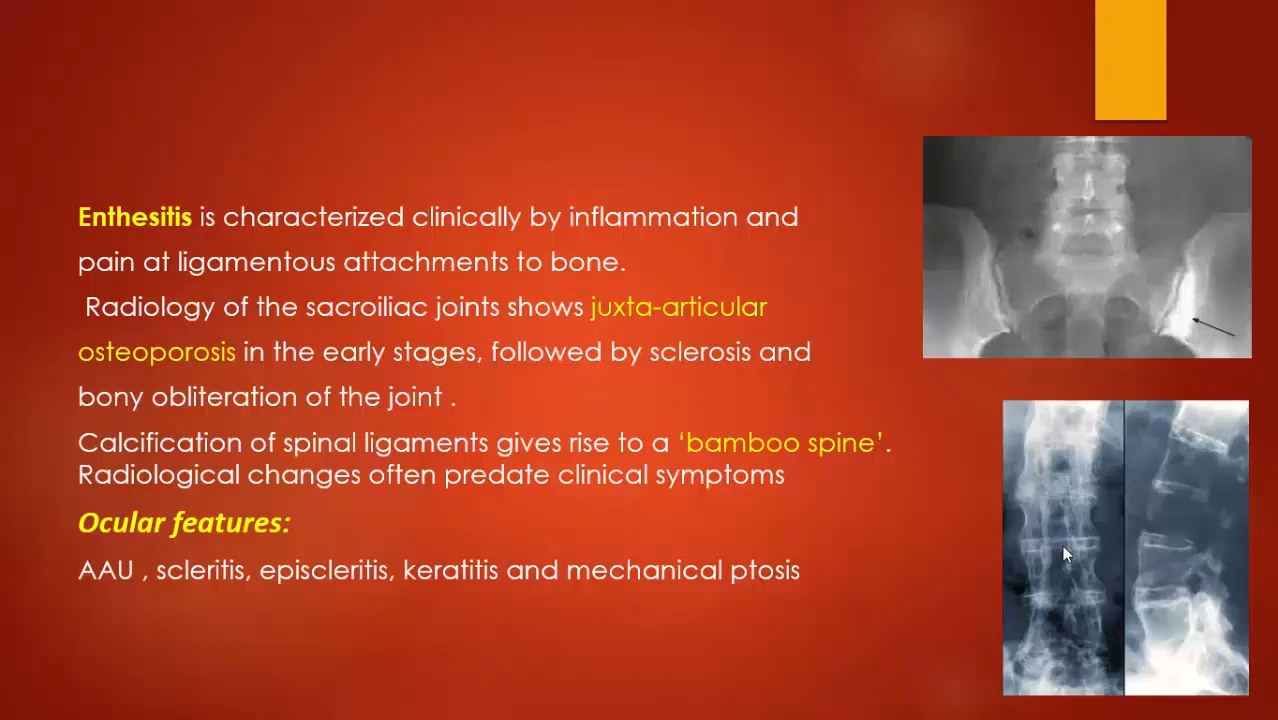 Enthesitis is characterized clinically by inflammation and
pain at ligamentous attachments to bone.
Radiology of the sacroiliac joints shows juxta-articular
osteoporosis in the early stages, followed by sclerosis and
bony obliteration of the joint .
Calcification of spinal ligaments gives rise to a ‘bamboo spine’.
Radiological changes often predate clinical symptoms
Ocular features:
AAU , scleritis, episcleritis, keratitis and mechanical ptosis